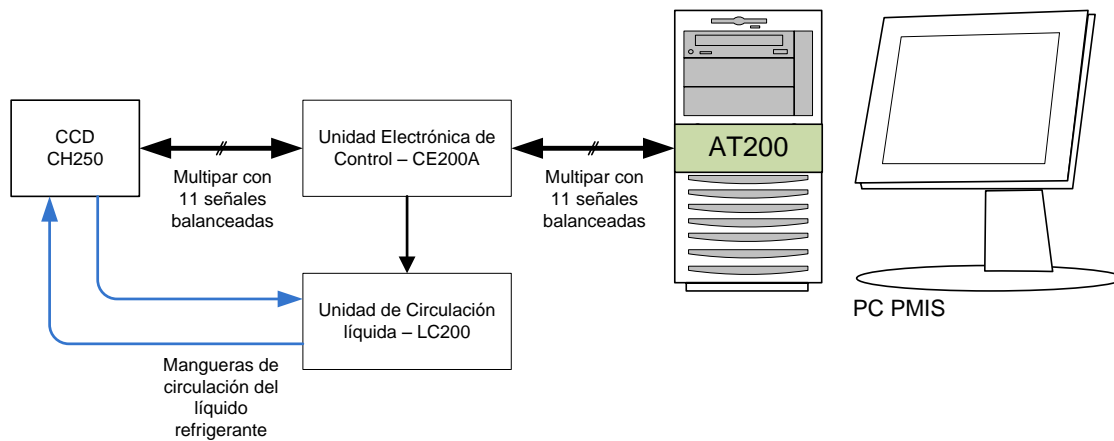 CCD
CH250
Multipar con
11 señales
balanceadas
Unidad Electrónica de
Control – CE200A
Multipar con
11 señales
balanceadas
AT200
Unidad de Circulación
líquida – LC200
Mangueras de
circulación del
líquido
refrigerante
PC PMIS